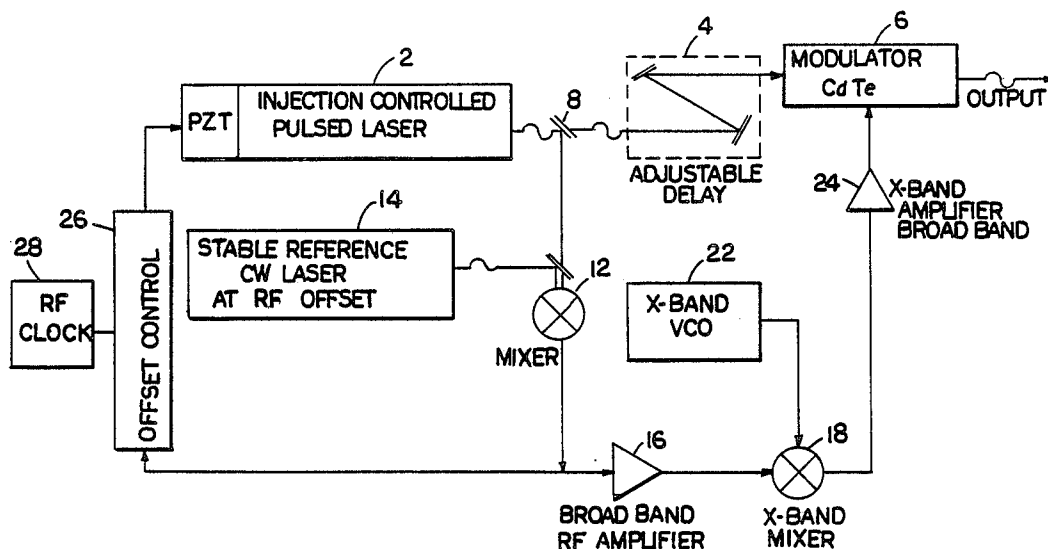 2
INJECTION CONTROLLED
PULSED LASER
PZT
8
4
ADJUSTABLE
DELAY
6
MODULATOR
CdTe
OUTPUT
24
X-BAND
AMPLIFIER
BROAD BAND
14
STABLE REFERENCE
CW LASER
AT RF OFFSET
12
MIXER
22
X-BAND
VCO
26
OFFSET CONTROL
28
RF
CLOCK
16
BROAD BAND
RF AMPLIFIER
18
X-BAND
MIXER